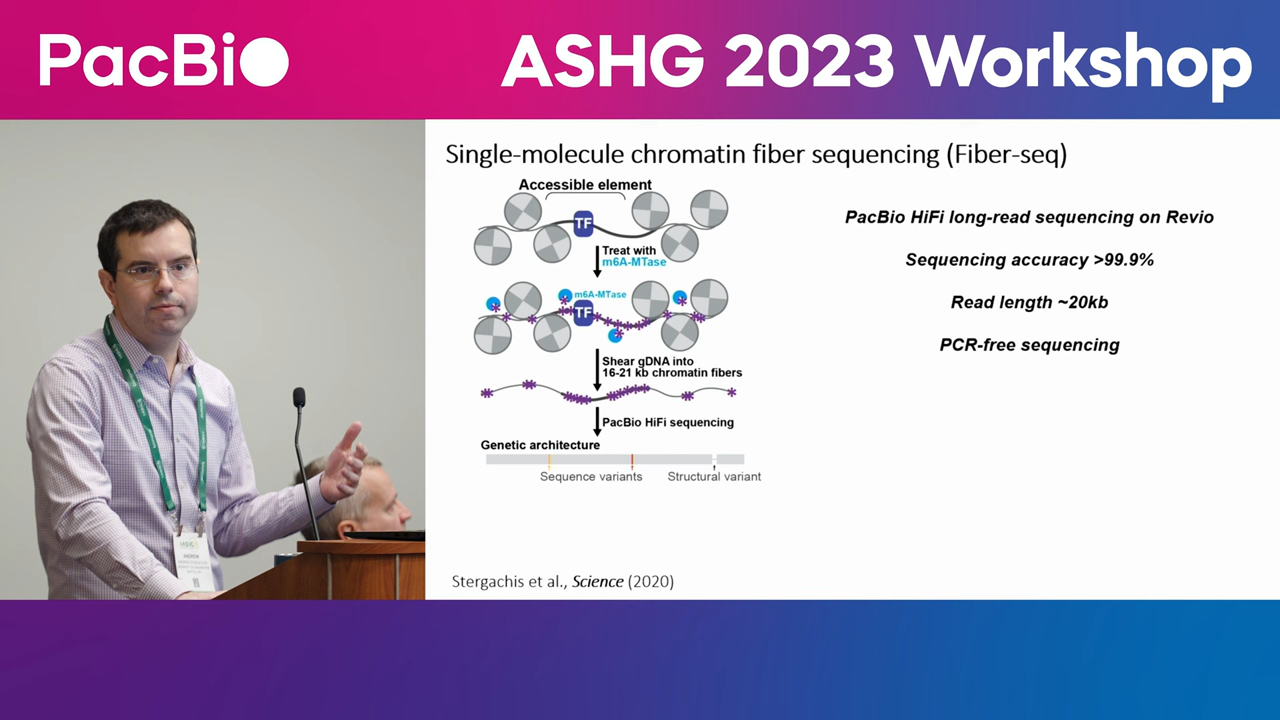 PacBio
ASHG 2023 Workshop
Single-molecule chromatin fiber sequencing (Fiber-seq)
Accessible element
TF
Treat with
m6A-MTase
m6A-MTase
TF
Shear gDNA into
16-21 kb chromatin fibers
PacBio HiFi sequencing
Genetic architecture
Sequence variants
Structural variant
PacBio HiFi long-read sequencing on Revio
Sequencing accuracy >99.9%
Read length ~20kb
PCR-free sequencing
Stergachis et al., Science (2020)
ANDREW